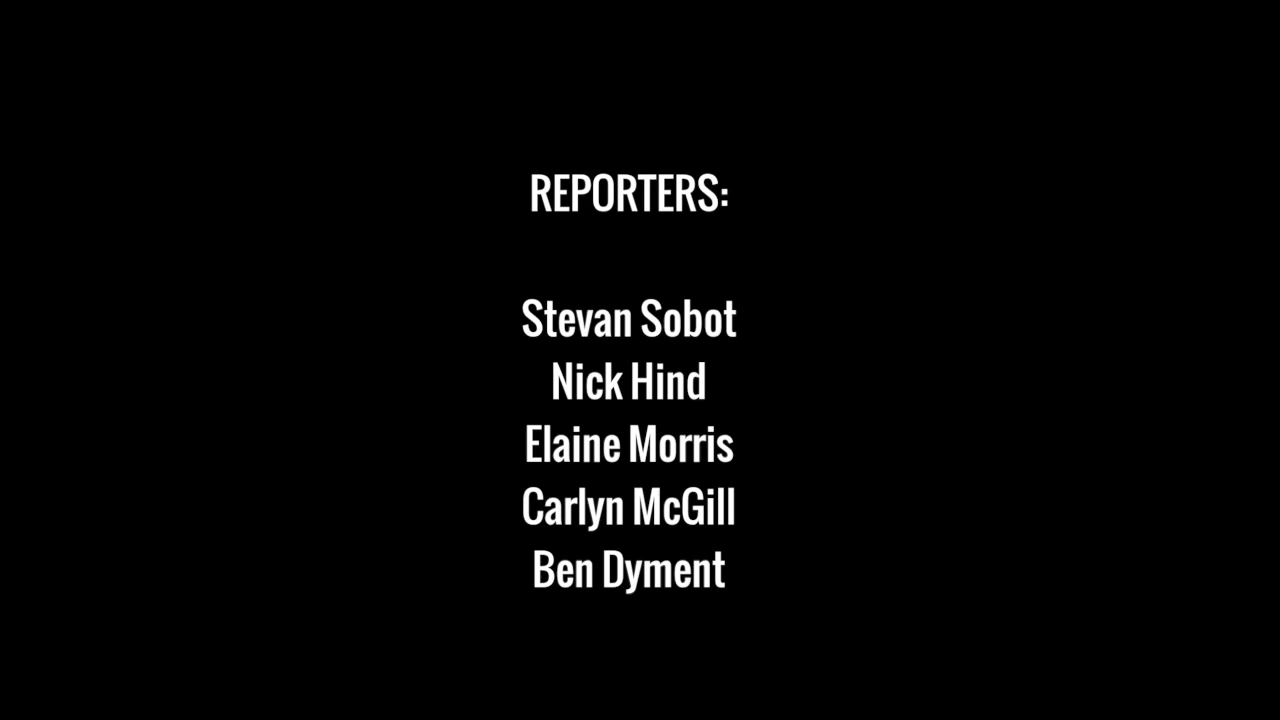 REPORTERS:
Stevan Sobot
Nick Hind
Elaine Morris
Carlyn McGill
Ben Dyment